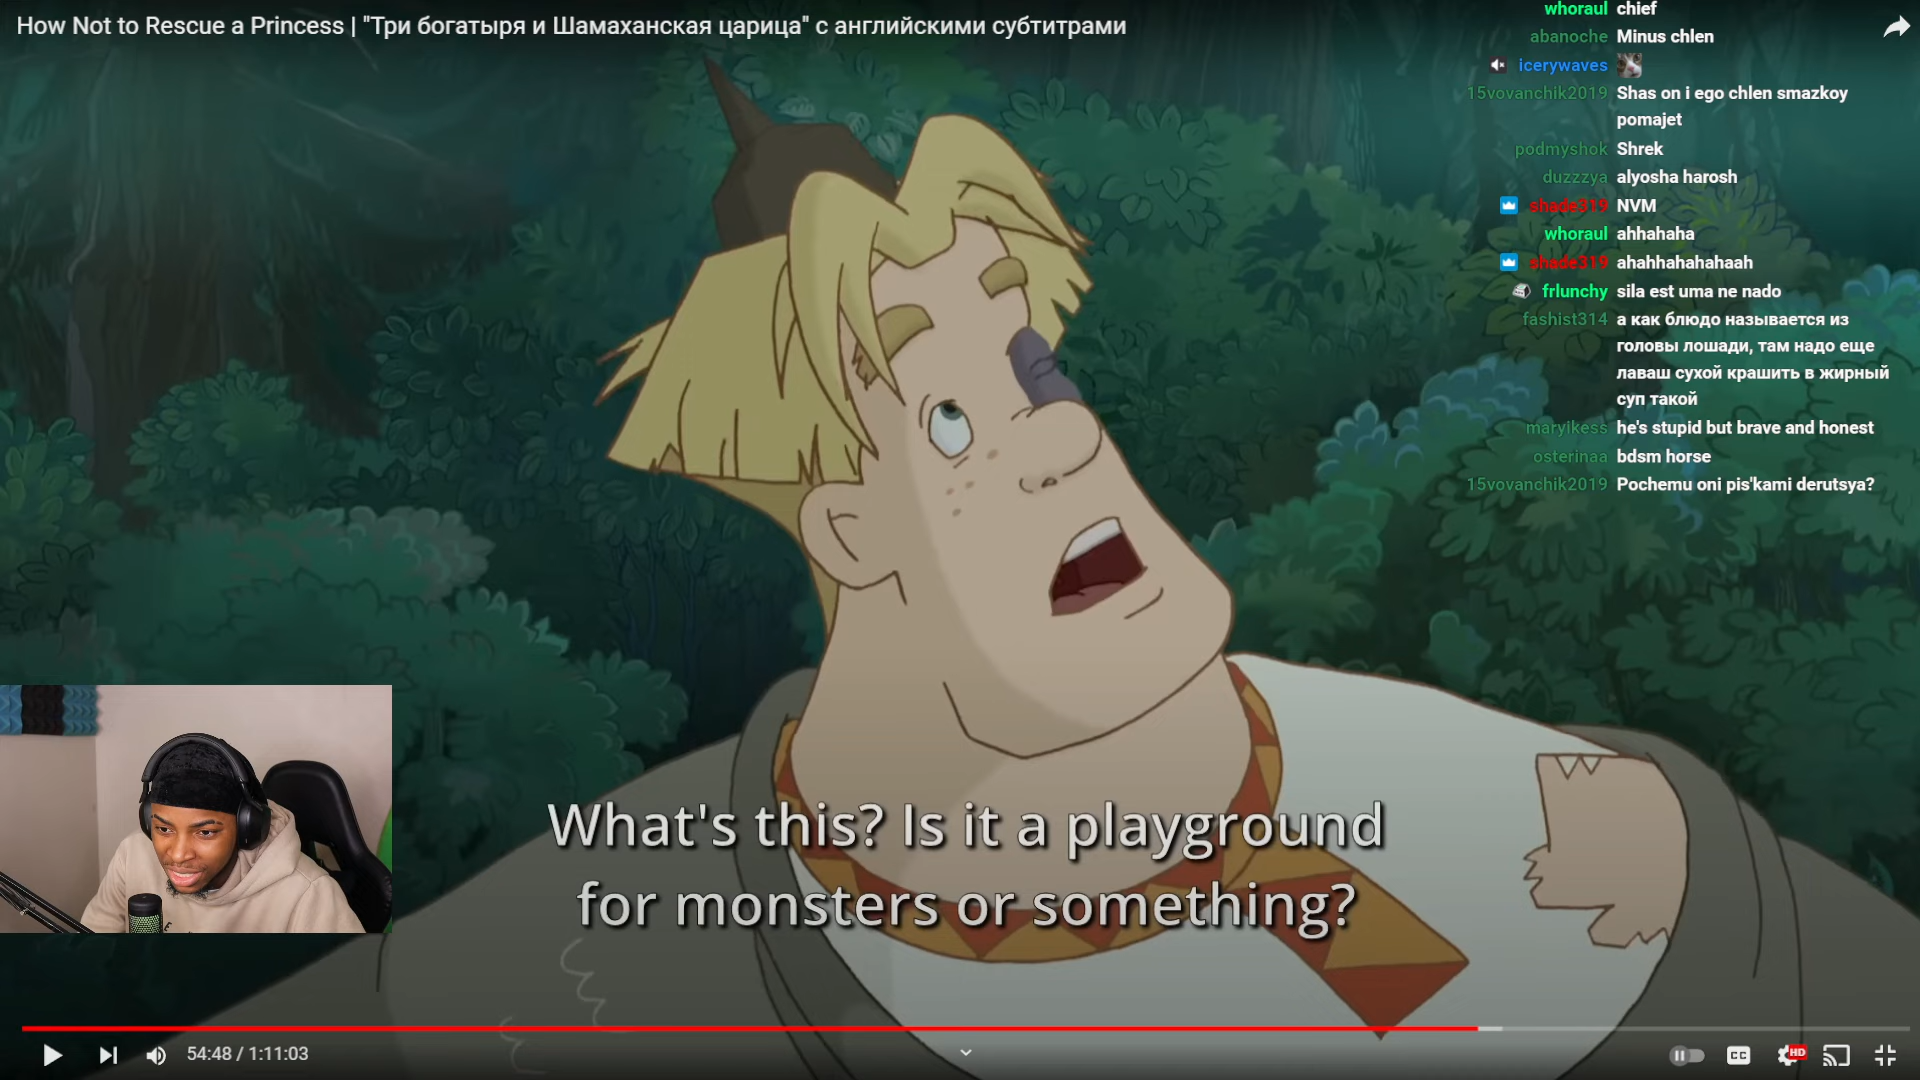 How Not to Rescue a Princess | "Три богатыря и Шамаханская царица" с английскими субтитрами
whoraul chief
abanoche Minus chlen
icerywaves
15vovanchik2019 Shas on i ego chlen smazkoy
pomajet
podmyshok Shrek
duzzzya alyosha harosh
shade319 NVM
whoraul ahhahaha
shade319 ahahhahahahaah
frlunchy sila est uma ne nado
fashist314 а как блюдо называется из
головы лошади, там надо еще
лаваш сухой крашить в жирный
суп такой
maryikess he's stupid but brave and honest
osterinaa bdsm horse
15vovanchik2019 Pochemu oni pis'kami derutsya?
What's this? Is it a playground
for monsters or something?
54:48 / 1:11:03
CC
HD